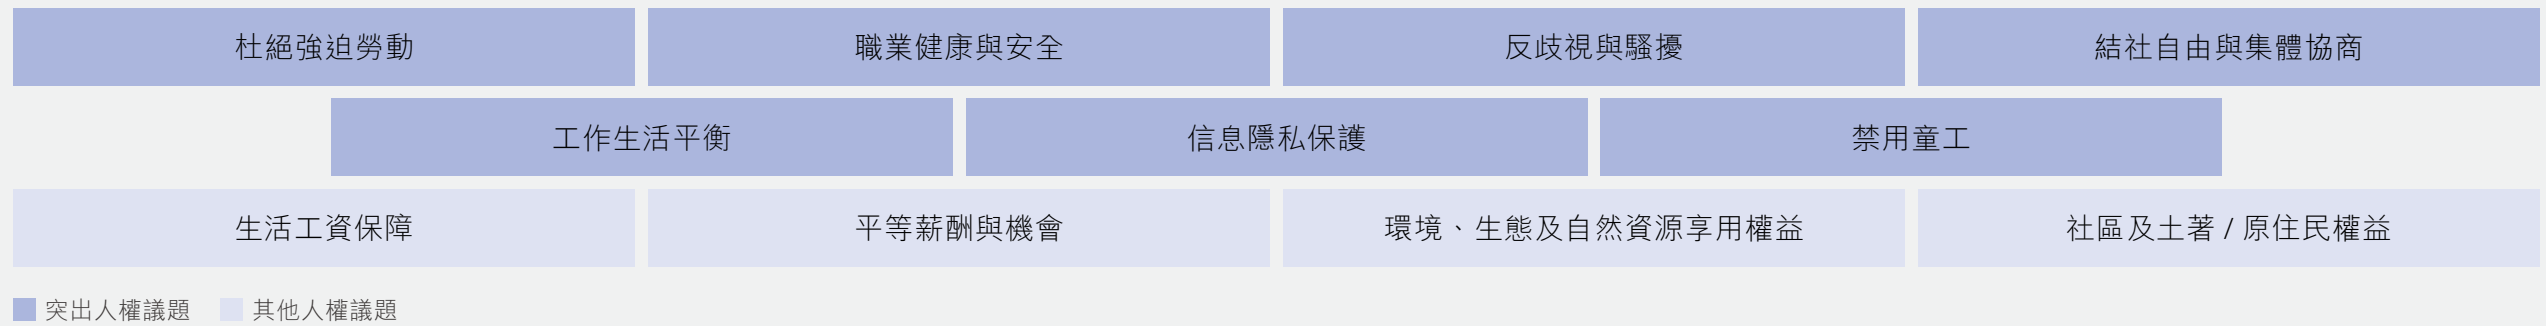 杜絕強迫勞動 職業健康與安全 反歧視與騷擾 結社自由與集體協商
工作生活平衡 信息隱私保護 禁用童工
生活工資保障 平等薪酬與機會 環境、生態及自然資源享用權益 社區及土著 / 原住民權益
突出人權議題 其他人權議題